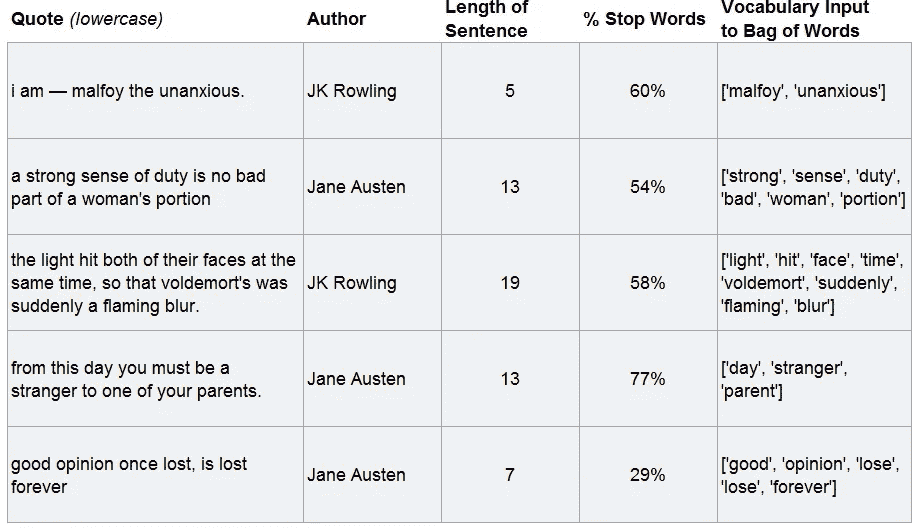 Quote (lowercase) Author Length of Sentence % Stop Words Vocabulary Input to Bag of Words
i am — malfoy the unanxious. JK Rowling 5 60% ['malfoy', 'unanxious']
a strong sense of duty is no bad
part of a woman's portion
Jane Austen 13 54%
['strong', 'sense', 'duty',
'bad', 'woman', 'portion']
the light hit both of their faces at the
same time, so that voldemort's was
suddenly a flaming blur.
JK Rowling 19 58%
['light', 'hit', 'face', 'time',
'voldemort', 'suddenly',
'flaming', 'blur']
from this day you must be a
stranger to one of your parents.
Jane Austen 13 77%
['day', 'stranger',
'parent']
good opinion once lost, is lost
forever
Jane Austen 7 29%
['good', 'opinion', 'lose',
'lose', 'forever']